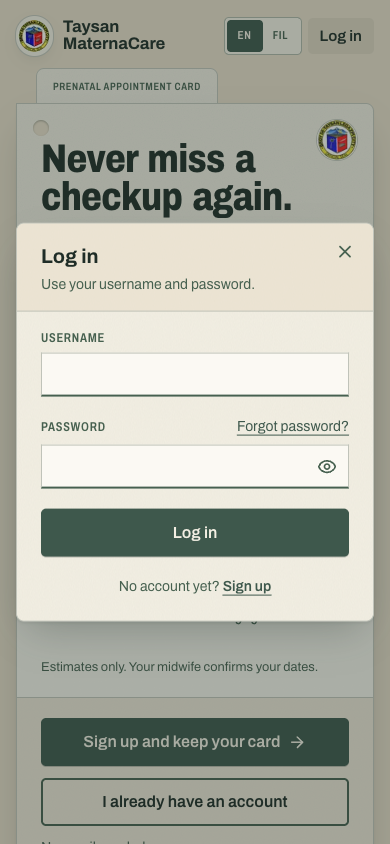 Taysan
MaternaCare
EN
FIL
Log in
PRENATAL APPOINTMENT CARD
Never miss a
checkup again.
Log in
Use your username and password.
USERNAME
PASSWORD
Forgot password?
Log in
No account yet? Sign up
Estimates only. Your midwife confirms your dates.
Sign up and keep your card
I already have an account